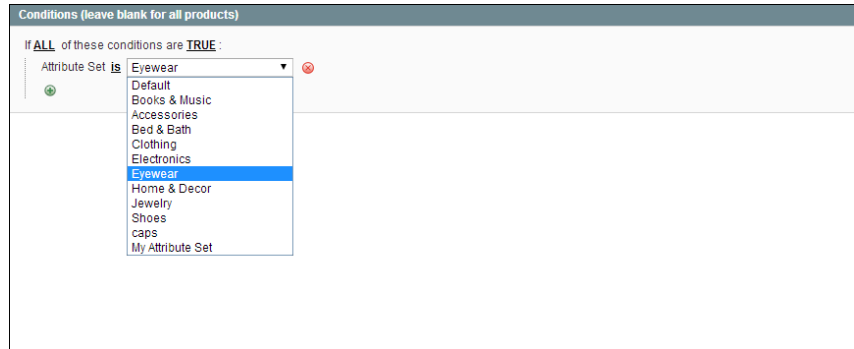 Conditions (leave blank for all products)
If ALL of these conditions are TRUE :
Attribute Set is Eyewear
Default
Books & Music
Accessories
Bed & Bath
Clothing
Electronics
Eyewear
Home & Decor
Jewelry
Shoes
caps
My Attribute Set